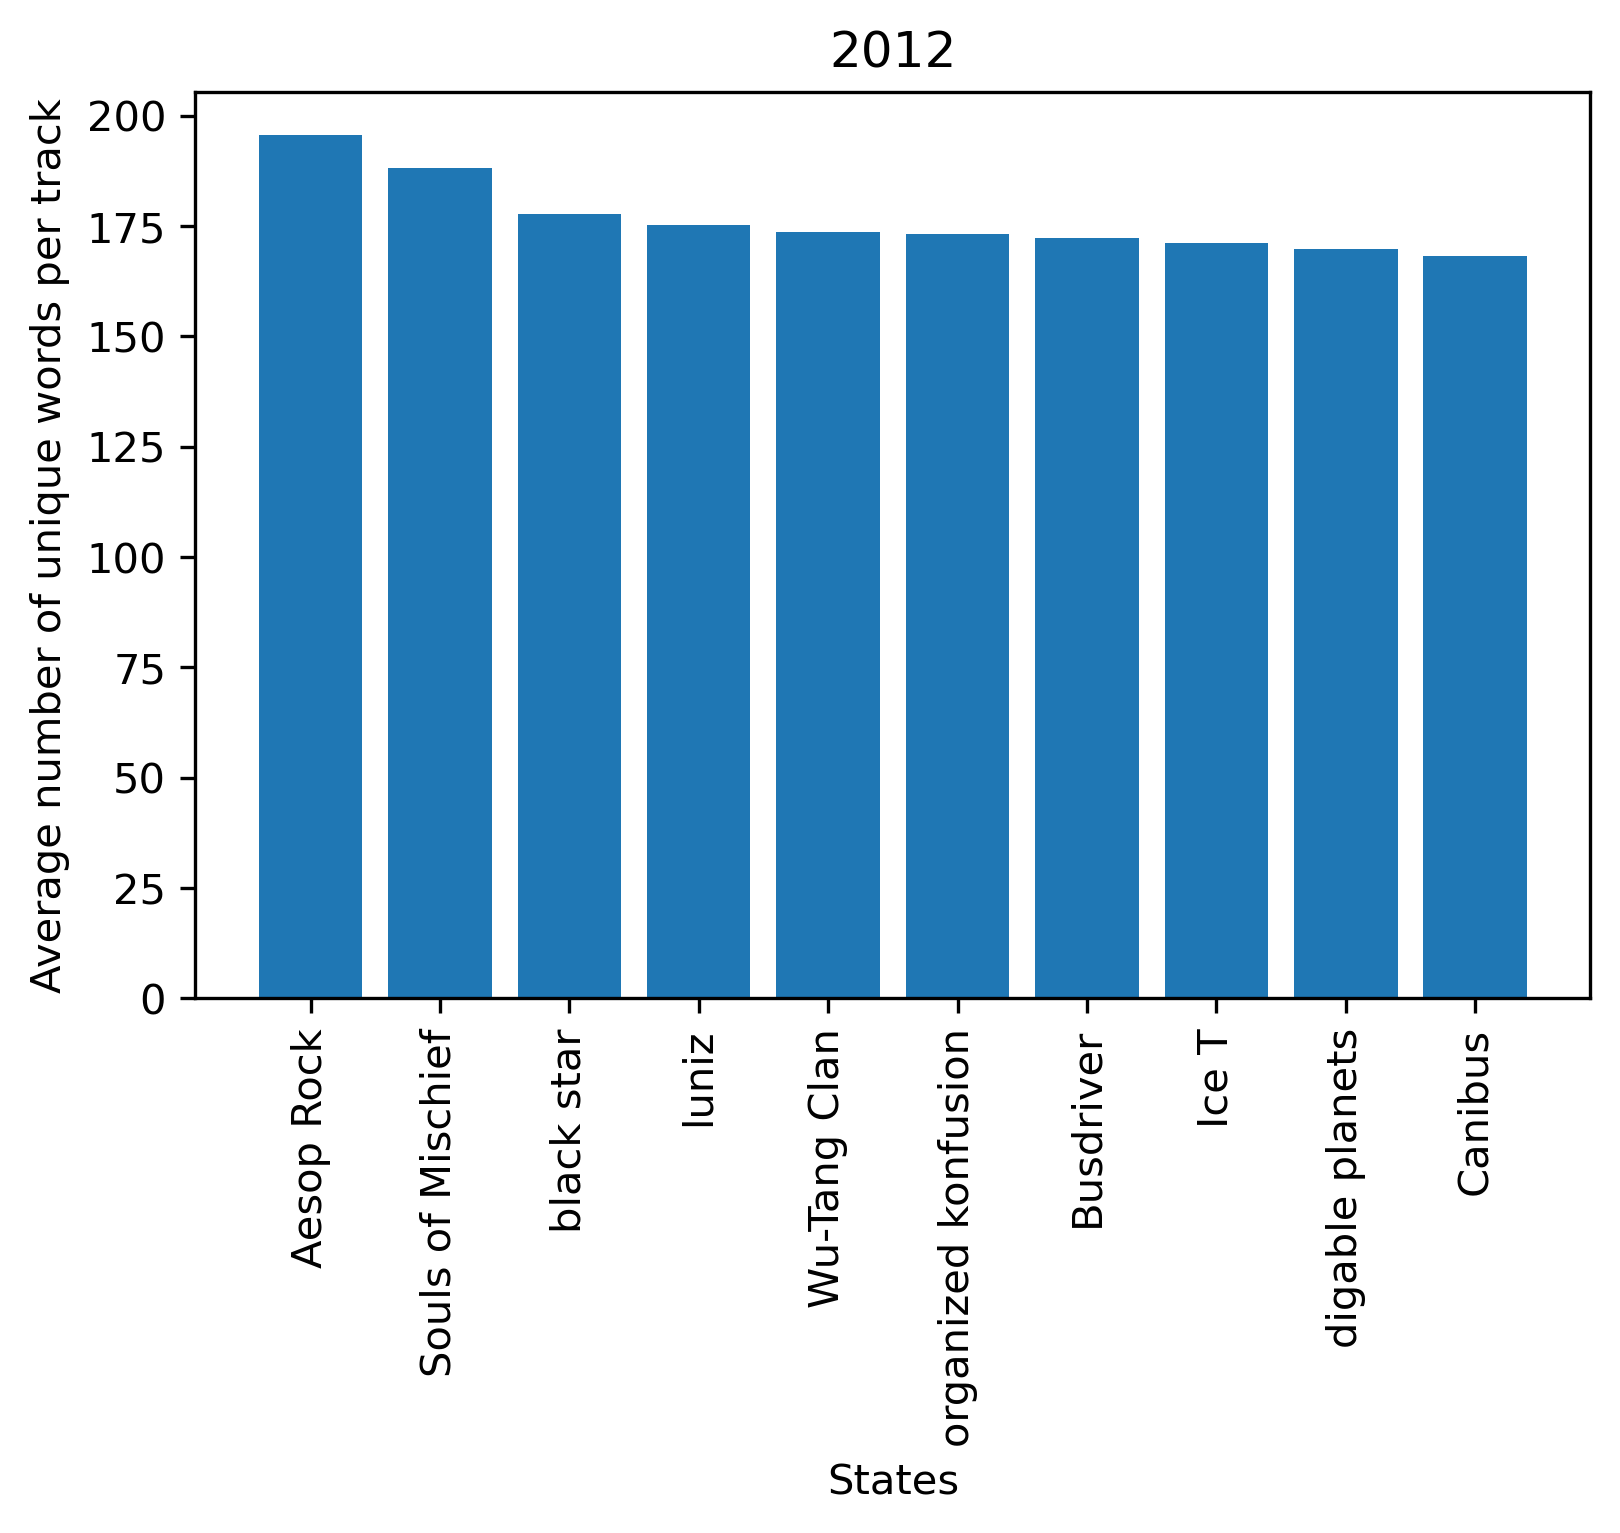 2012
Average number of unique words per track
200
175
150
125
100
75
50
25
0
Aesop Rock
Souls of Mischief
black star
luniz
Wu-Tang Clan
organized konfusion
Busdriver
Ice T
digable planets
Canibus
States